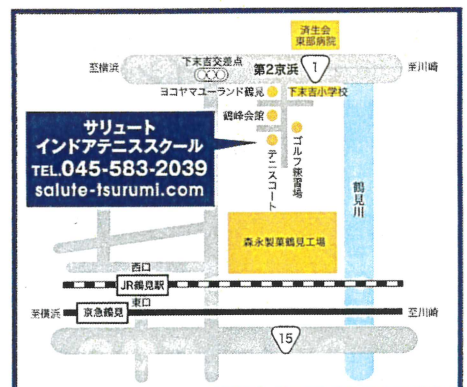 済生会
東部病院
至横浜
下末吉交差点
第2京浜
1
至川崎
ヨコヤマユーランド鶴見
下末吉小学校
鶴峰会館
サリュート
インドアテニススクール
TEL.045-583-2039
salute-tsurumi.com
テニスコート
ゴルフ練習場
鶴見川
森永製菓鶴見工場
西口
JR鶴見駅
東口
至横浜
京急鶴見
至川崎
15